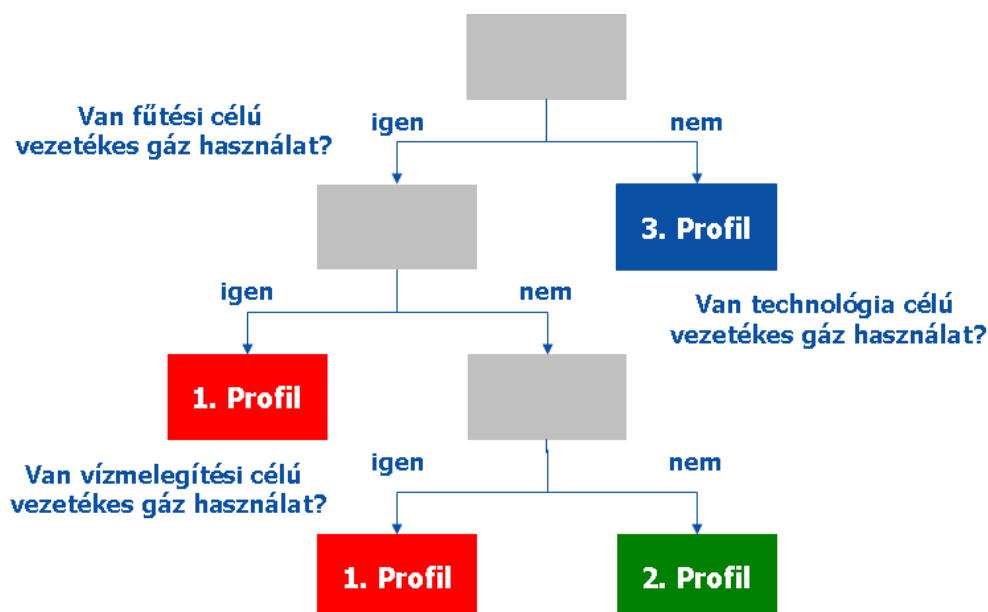 Van fűtési célú
vezetékes gáz használat?
igen
nem
3. Profil
igen
nem
Van technológia célú
vezetékes gáz használat?
1. Profil
Van vízmelegítési célú
vezetékes gáz használat?
igen
nem
1. Profil
2. Profil